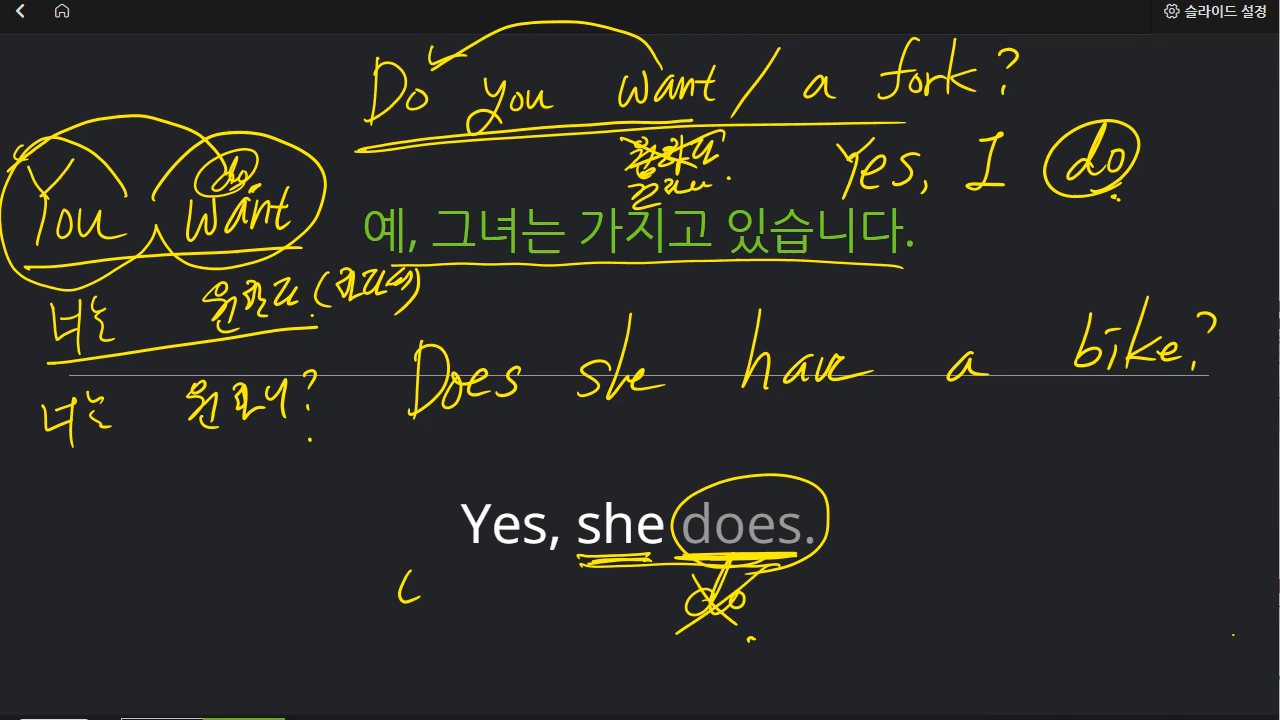 슬라이드 설정
Do you want / a fork?
Yes, I do
do
You want
예, 그녀는 가지고 있습니다.
너는 원한다.
너는 원하니?
Does she have a bike?
Yes, she does.
do